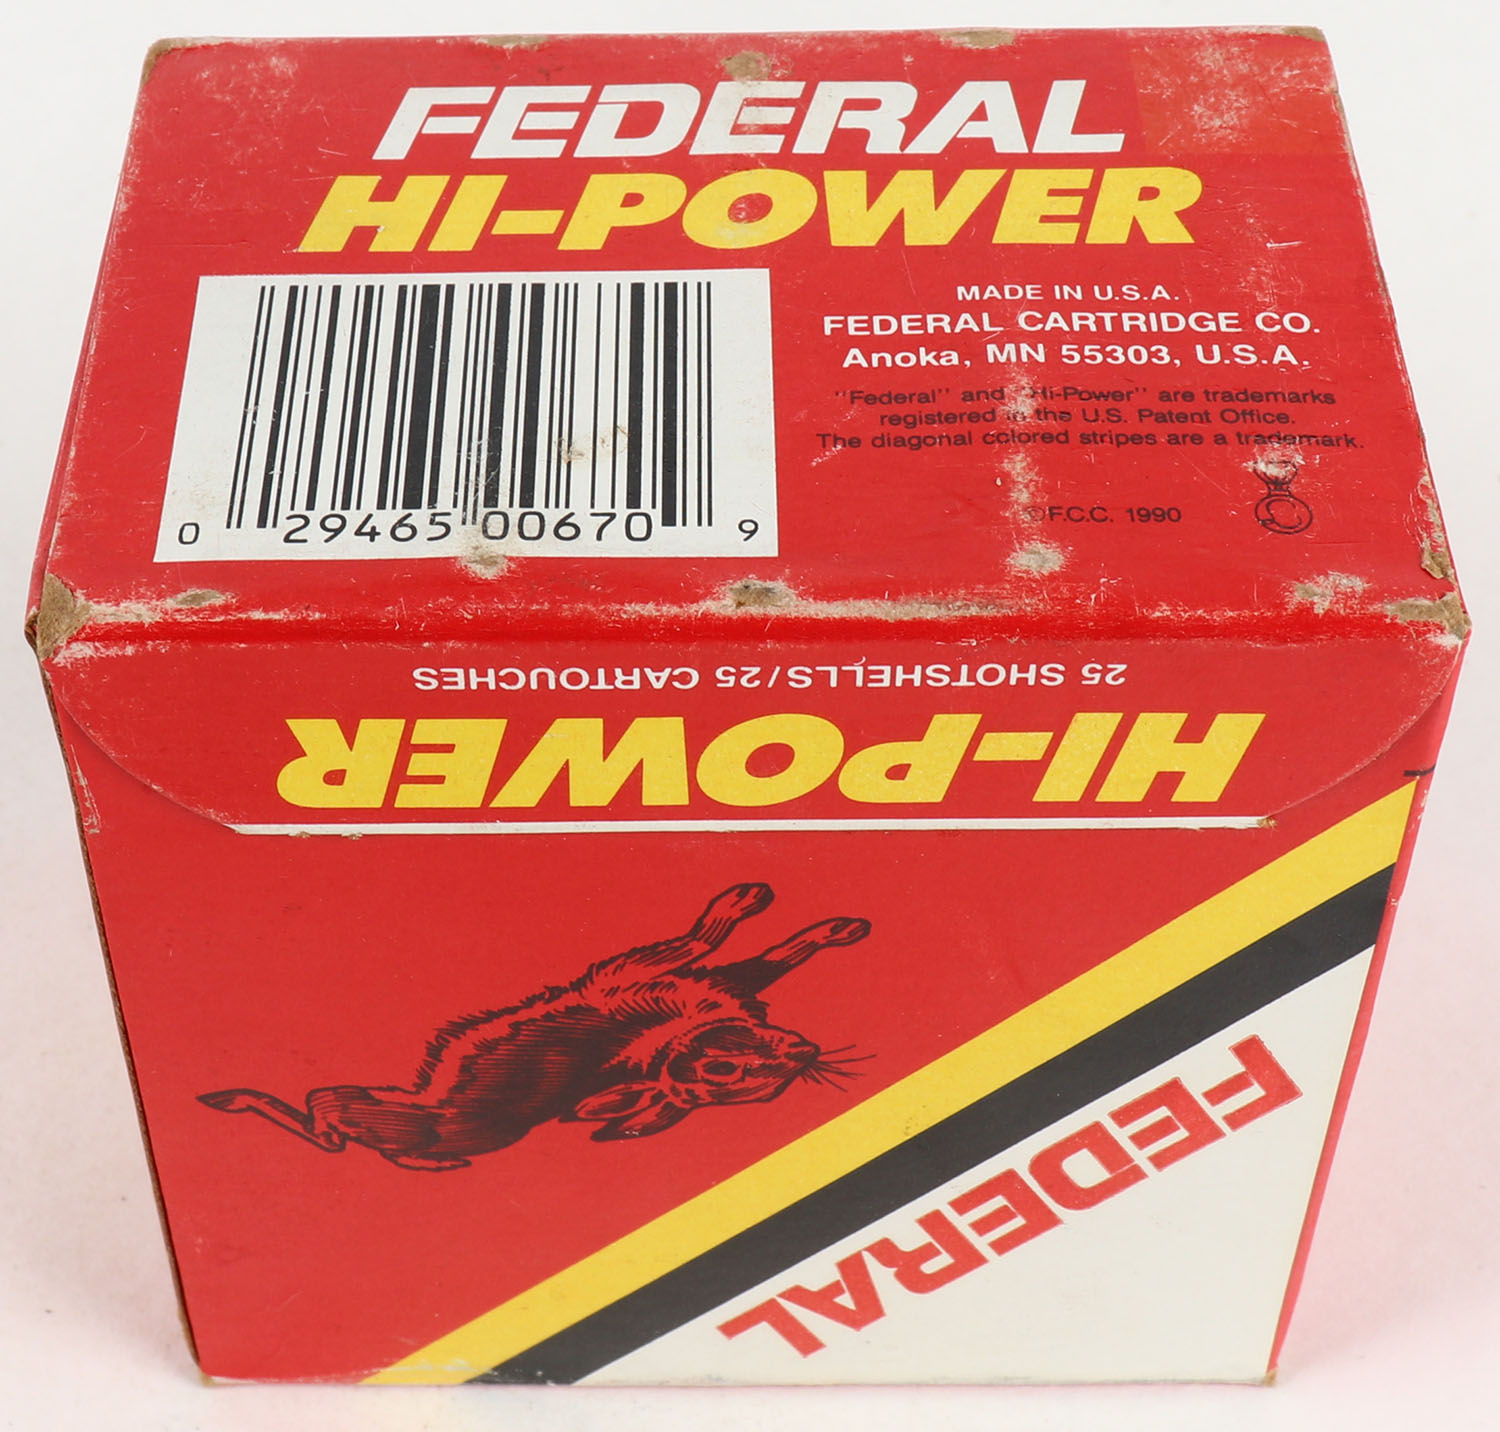 FEDERAL
HI-POWER
MADE IN U.S.A.
FEDERAL CARTRIDGE CO.
Anoka, MN 55303, U.S.A.
"Federal" and "Hi-Power" are trademarks
registered in the U.S. Patent Office.
The diagonal colored stripes are a trademark.
©F.C.C. 1990
0 29465 00670 9
25 SHOTSHELLS/25 CARTOUCHES
HI-POWER
FEDERAL